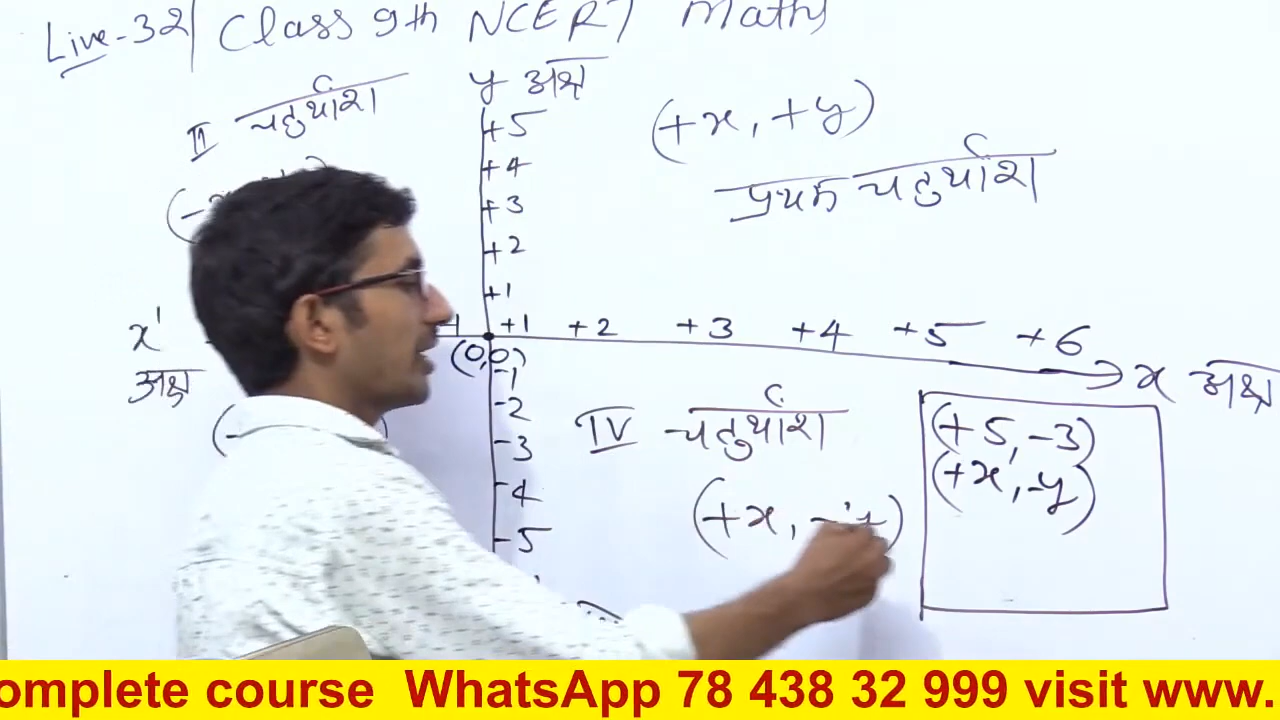 Live-32 Class 9th NCERT Maths
y अक्ष
II चतुर्थांश
(+x, +y)
प्रथम चतुर्थांश
+5
+4
+3
+2
+1
x' अक्ष
-1 +1 +2 +3 +4 +5 +6
x अक्ष
(0,0)
-1
-2
-3
-4
-5
IV चतुर्थांश
(+x, -y)
(+5, -3)
(+x, -y)
omplete course WhatsApp 78 438 32 999 visit www.